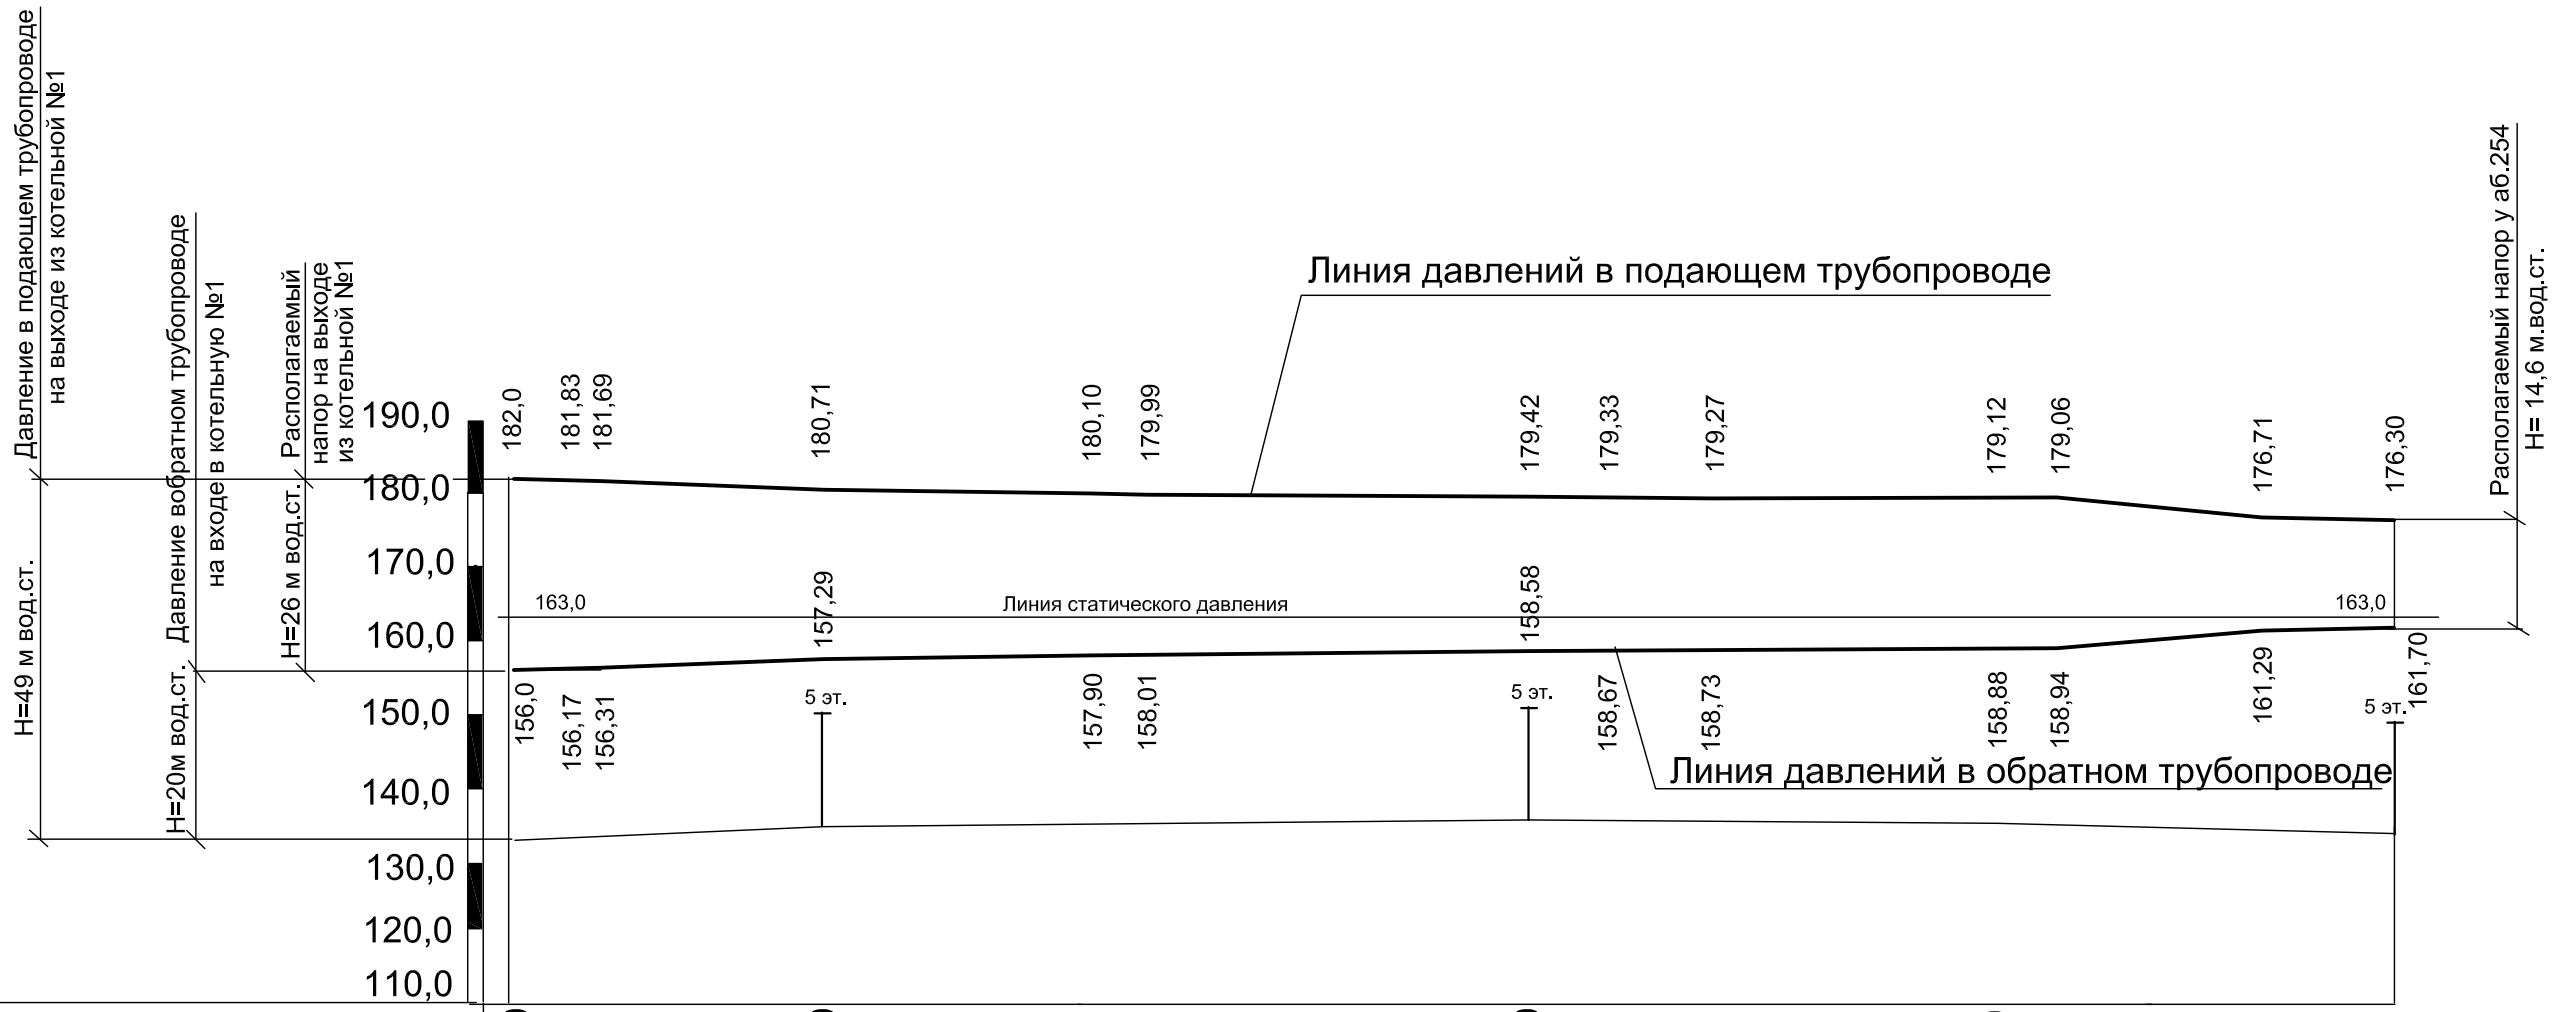 Давление в подающем трубопроводе
на выходе из котельной №1
H=49 м вод.ст.
Давление вобратном трубопроводе
на входе в котельную №1
H=20м вод.ст.
Располагаемый
напор на выходе
из котельной №1
H=26 м вод.ст.
190,0
180,0
170,0
160,0
150,0
140,0
130,0
120,0
110,0
182,0
181,83
181,69
180,71
180,10
179,99
179,42
179,33
179,27
179,12
179,06
176,71
176,30
Линия давлений в подающем трубопроводе
Располагаемый напор у аб.254
H= 14,6 м.вод.ст.
163,0
Линия статического давления
163,0
157,29
158,58
156,0
156,17
156,31
157,90
158,01
158,67
158,73
158,88
158,94
161,29
161,70
5 эт.
5 эт.
5 эт.
Линия давлений в обратном трубопроводе